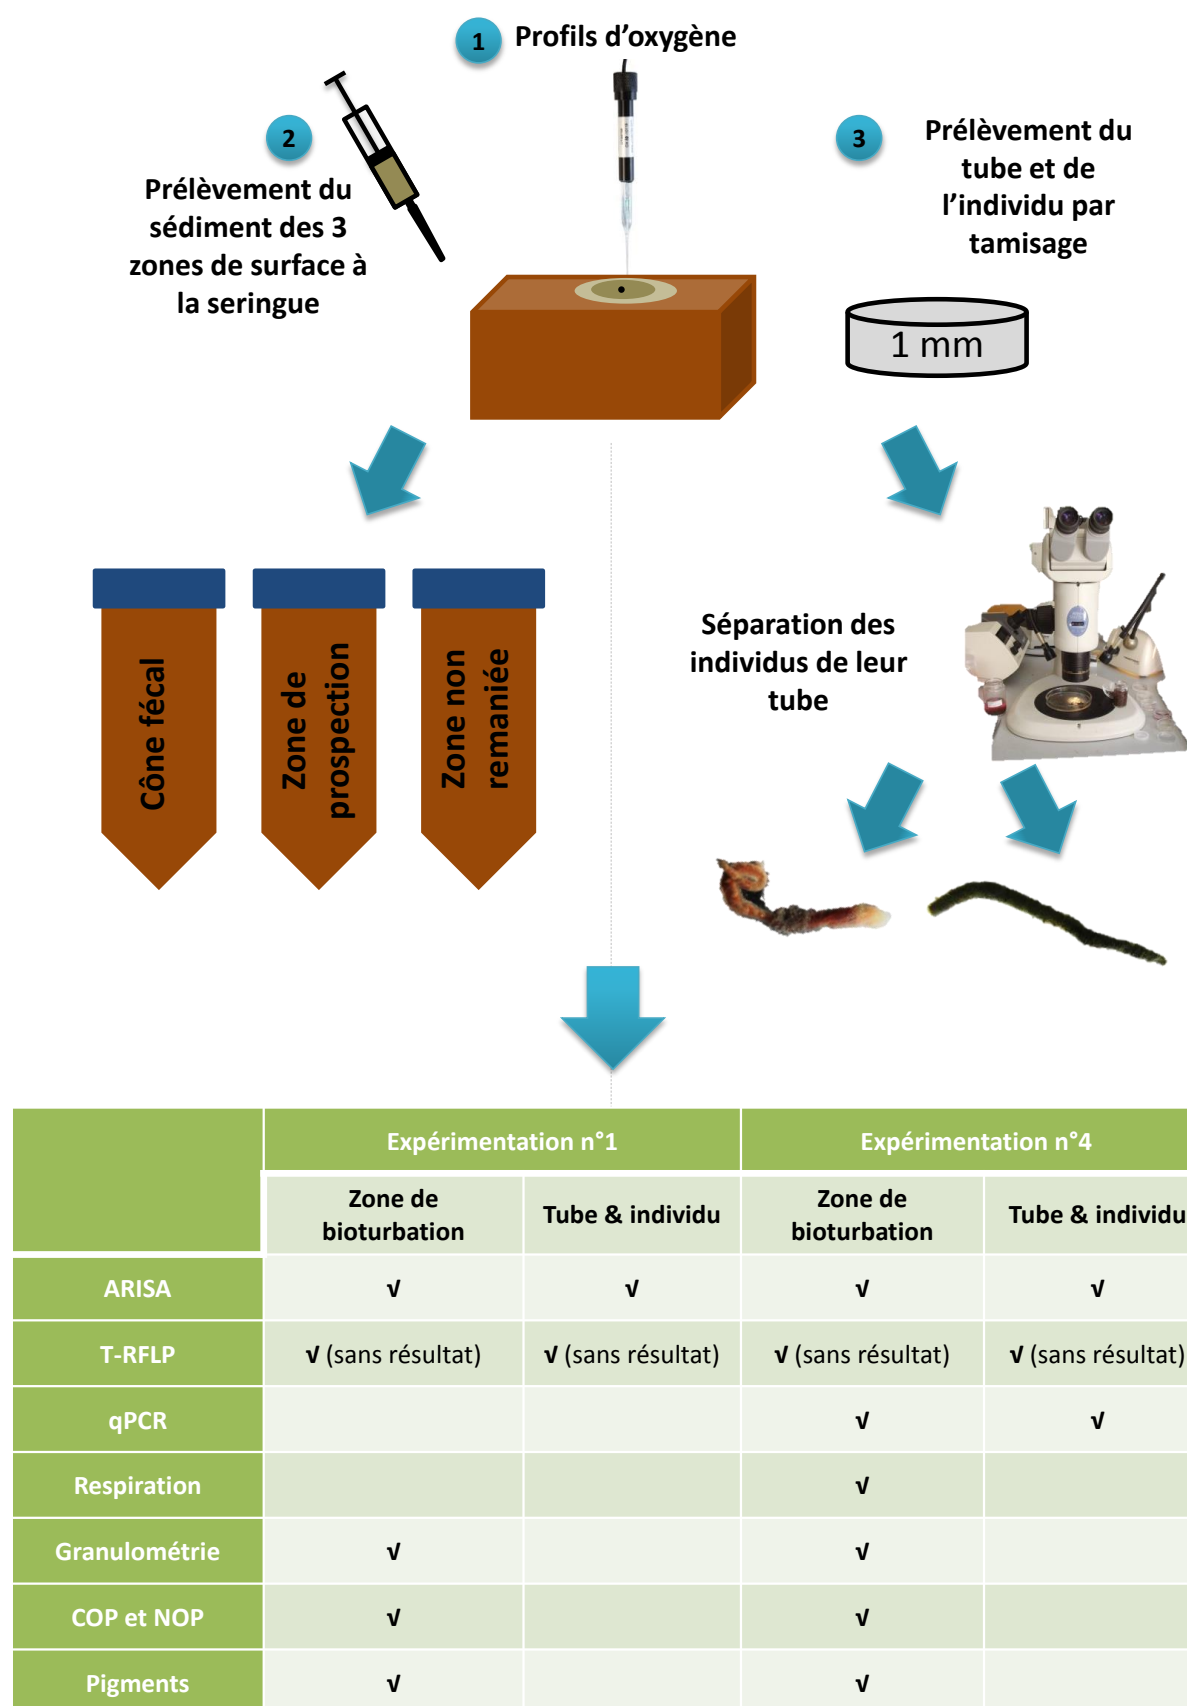 1 Profils d'oxygène
2
Prélèvement du
sédiment des 3
zones de surface à
la seringue
3
Prélèvement du
tube et de
l'individu par
tamisage
1 mm
Cône fécal
Zone de
prospection
Zone non
remaniée
Séparation des
individus de leur
tube
Expérimentation n°1 Expérimentation n°4
Zone de
bioturbation
Tube & individu
Zone de
bioturbation
Tube & individu
ARISA √ √ √ √
T-RFLP √ (sans résultat) √ (sans résultat) √ (sans résultat) √ (sans résultat)
qPCR √ √
Respiration √
Granulométrie √ √
COP et NOP √ √
Pigments √ √